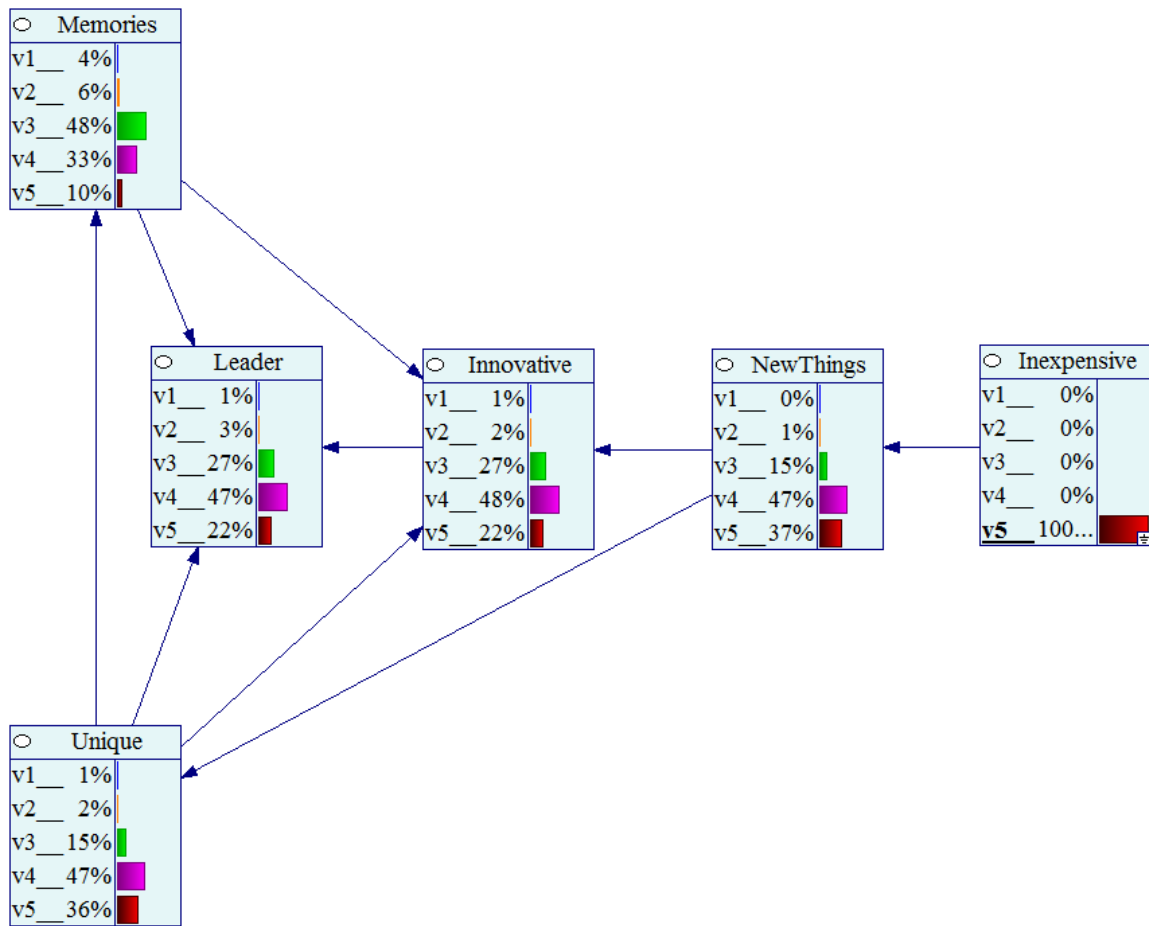 Memories
v1__ 4%
v2__ 6%
v3__48%
v4__33%
v5__10%
Leader
v1__ 1%
v2__ 3%
v3__27%
v4__47%
v5__22%
Innovative
v1__ 1%
v2__ 2%
v3__27%
v4__48%
v5__22%
NewThings
v1__ 0%
v2__ 1%
v3__15%
v4__47%
v5__37%
Inexpensive
v1__ 0%
v2__ 0%
v3__ 0%
v4__ 0%
v5__100...
Unique
v1__ 1%
v2__ 2%
v3__15%
v4__47%
v5__36%